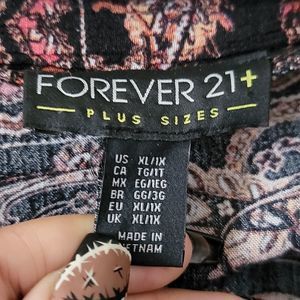 FOREVER 21+
PLUS SIZES
US XL/1X
CA TG/1T
MX EG/1EG
BR GG/3G
EU XL/1X
UK XL/1X
MADE IN
VIETNAM